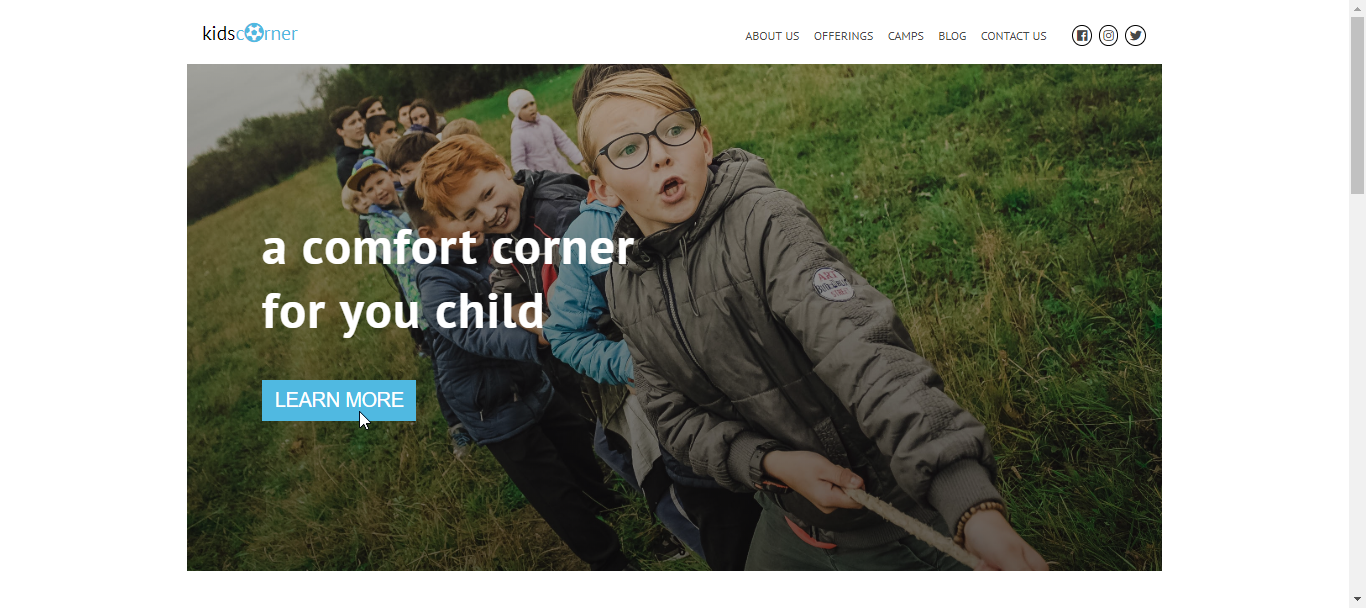 kidscorner
ABOUT US OFFERINGS CAMPS BLOG CONTACT US
a comfort corner
for you child
LEARN MORE